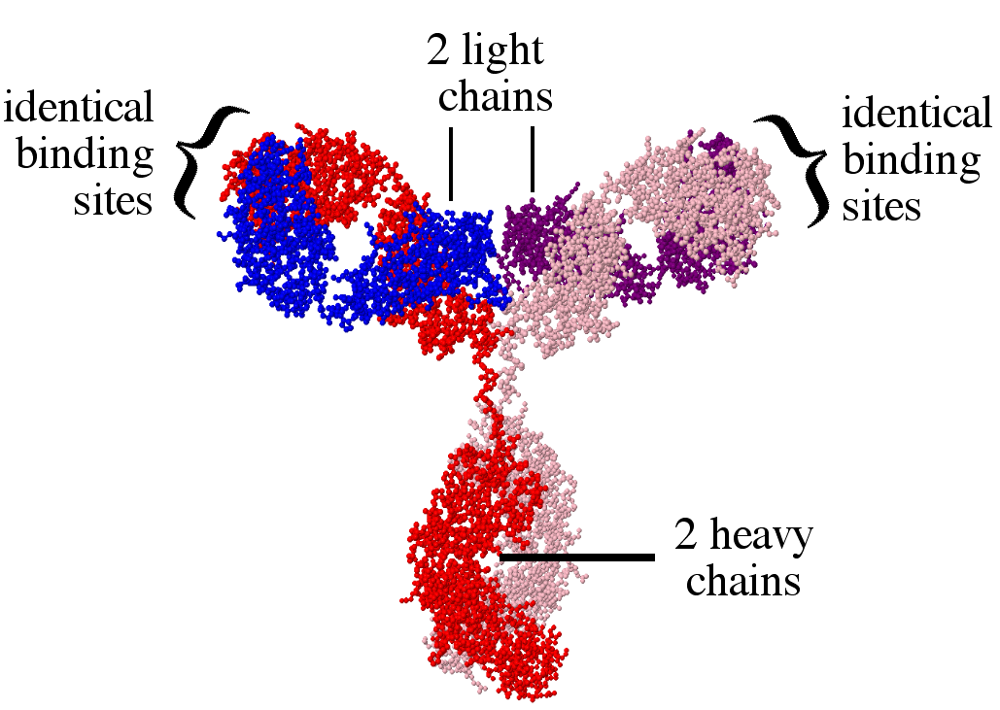 2 light
chains
identical
binding
sites
identical
binding
sites
2 heavy
chains